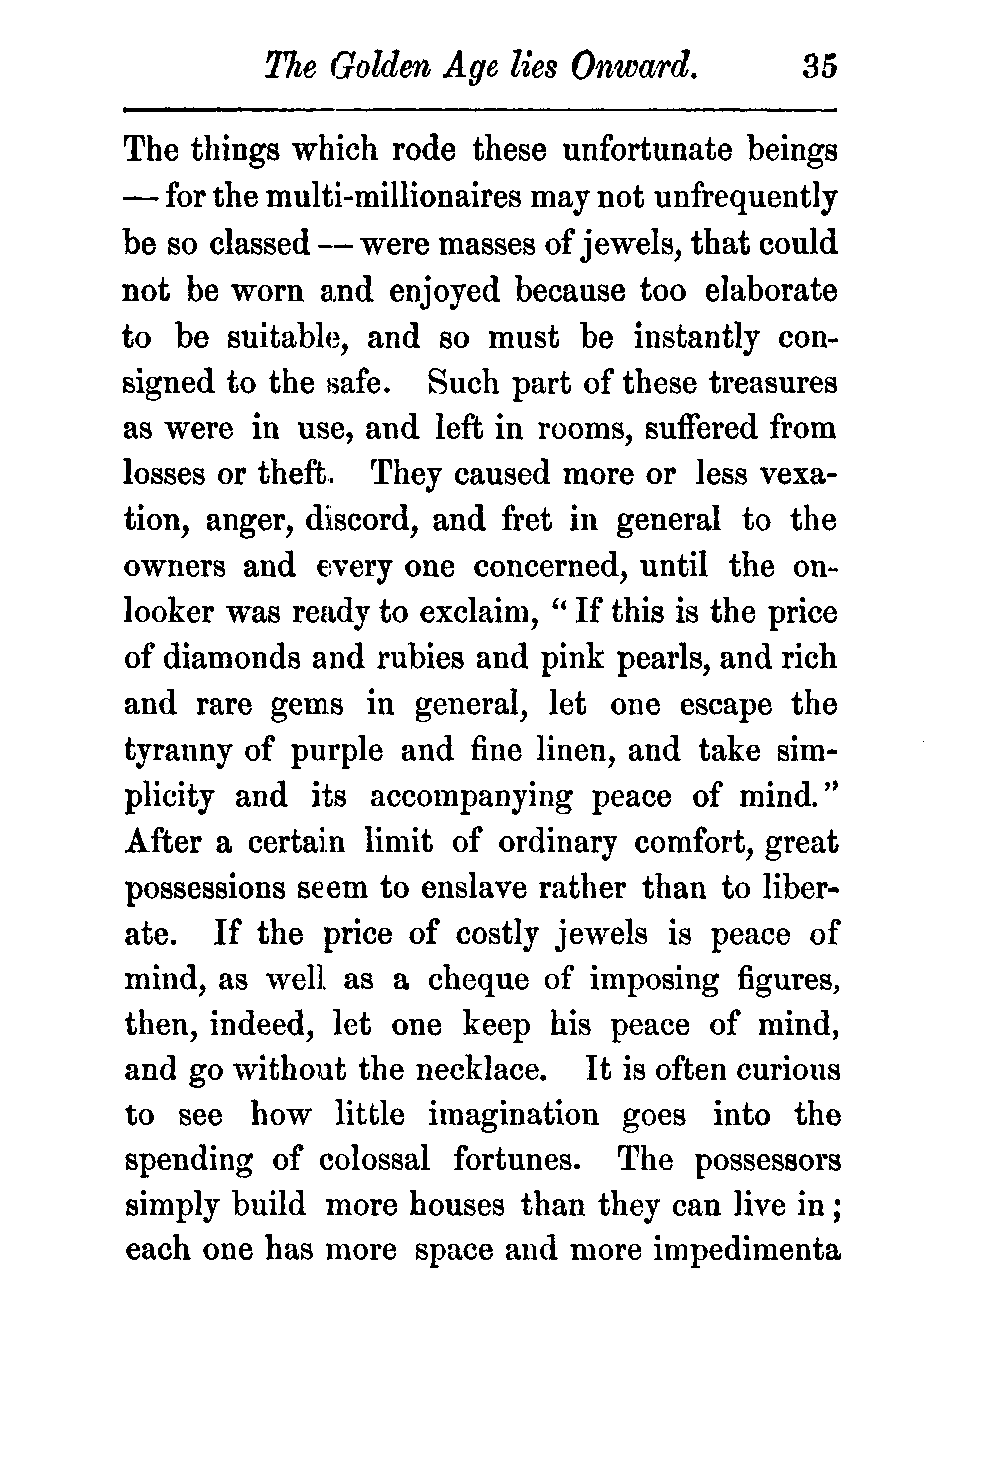 The Golden Age lies Onward. 35
The things which rode these unfortunate beings
— for the multi-millionaires may not unfrequently
be so classed — were masses of jewels, that could
not be worn and enjoyed because too elaborate
to be suitable, and so must be instantly con-
signed to the safe. Such part of these treasures
as were in use, and left in rooms, suffered from
losses or theft. They caused more or less vexa-
tion, anger, discord, and fret in general to the
owners and every one concerned, until the on-
looker was ready to exclaim, “If this is the price
of diamonds and rubies and pink pearls, and rich
and rare gems in general, let one escape the
tyranny of purple and fine linen, and take sim-
plicity and its accompanying peace of mind.”
After a certain limit of ordinary comfort, great
possessions seem to enslave rather than to liber-
ate. If the price of costly jewels is peace of
mind, as well as a cheque of imposing figures,
then, indeed, let one keep his peace of mind,
and go without the necklace. It is often curious
to see how little imagination goes into the
spending of colossal fortunes. The possessors
simply build more houses than they can live in;
each one has more space and more impedimenta